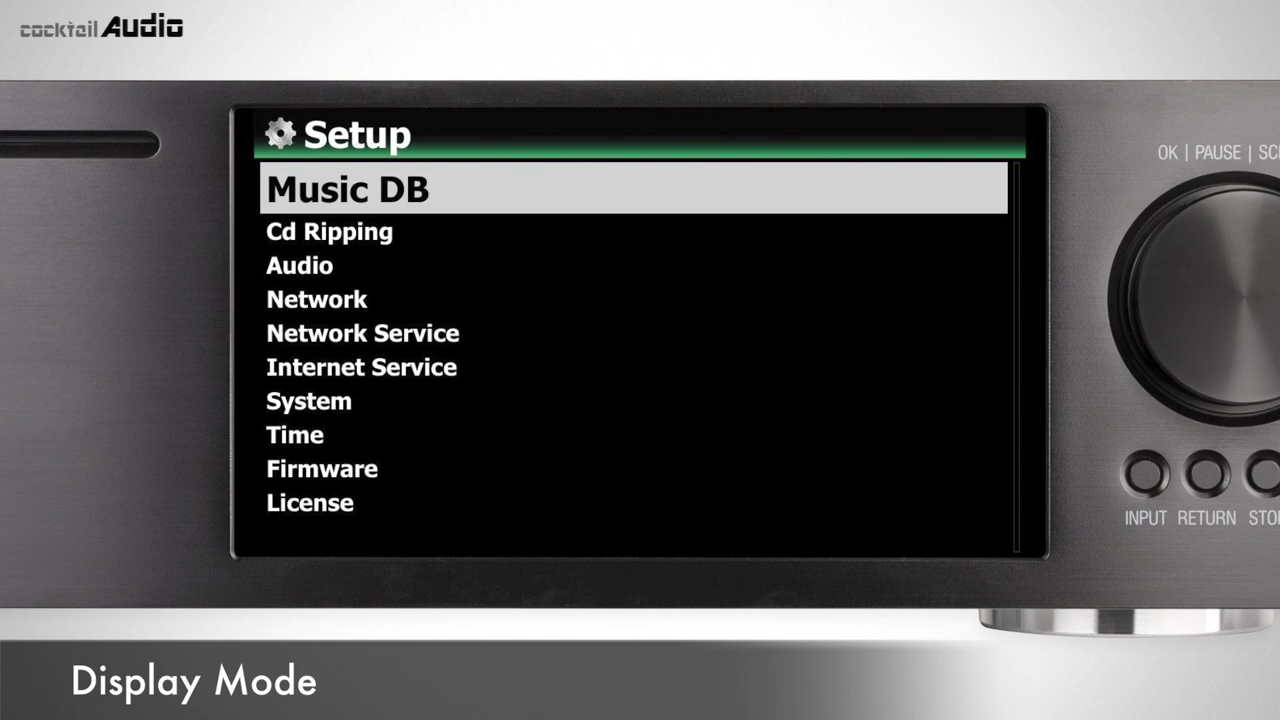 cocktail Audio
Setup
OK | PAUSE |
Music DB
Cd Ripping
Audio
Network
Network Service
Internet Service
System
Time
Firmware
License
INPUT RETURN
Display Mode